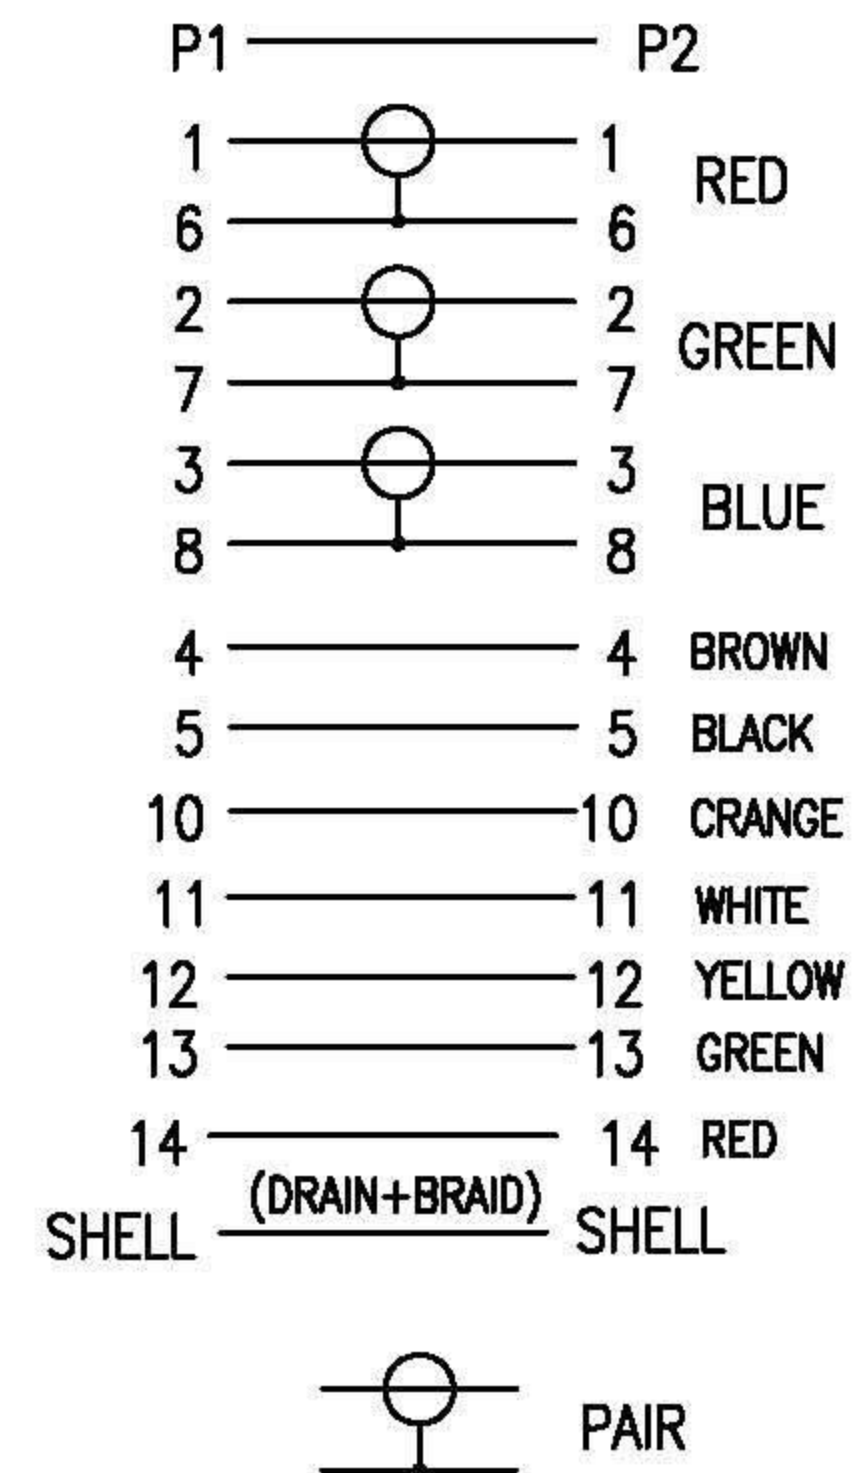 P1 P2
1 1
RED
6 6
2 2
GREEN
7 7
3 3
BLUE
8 8
4 4 BROWN
5 5 BLACK
10 10 CRANGE
11 11 WHITE
12 12 YELLOW
13 13 GREEN
14 14 RED
(DRAIN+BRAID)
SHELL SHELL
PAIR